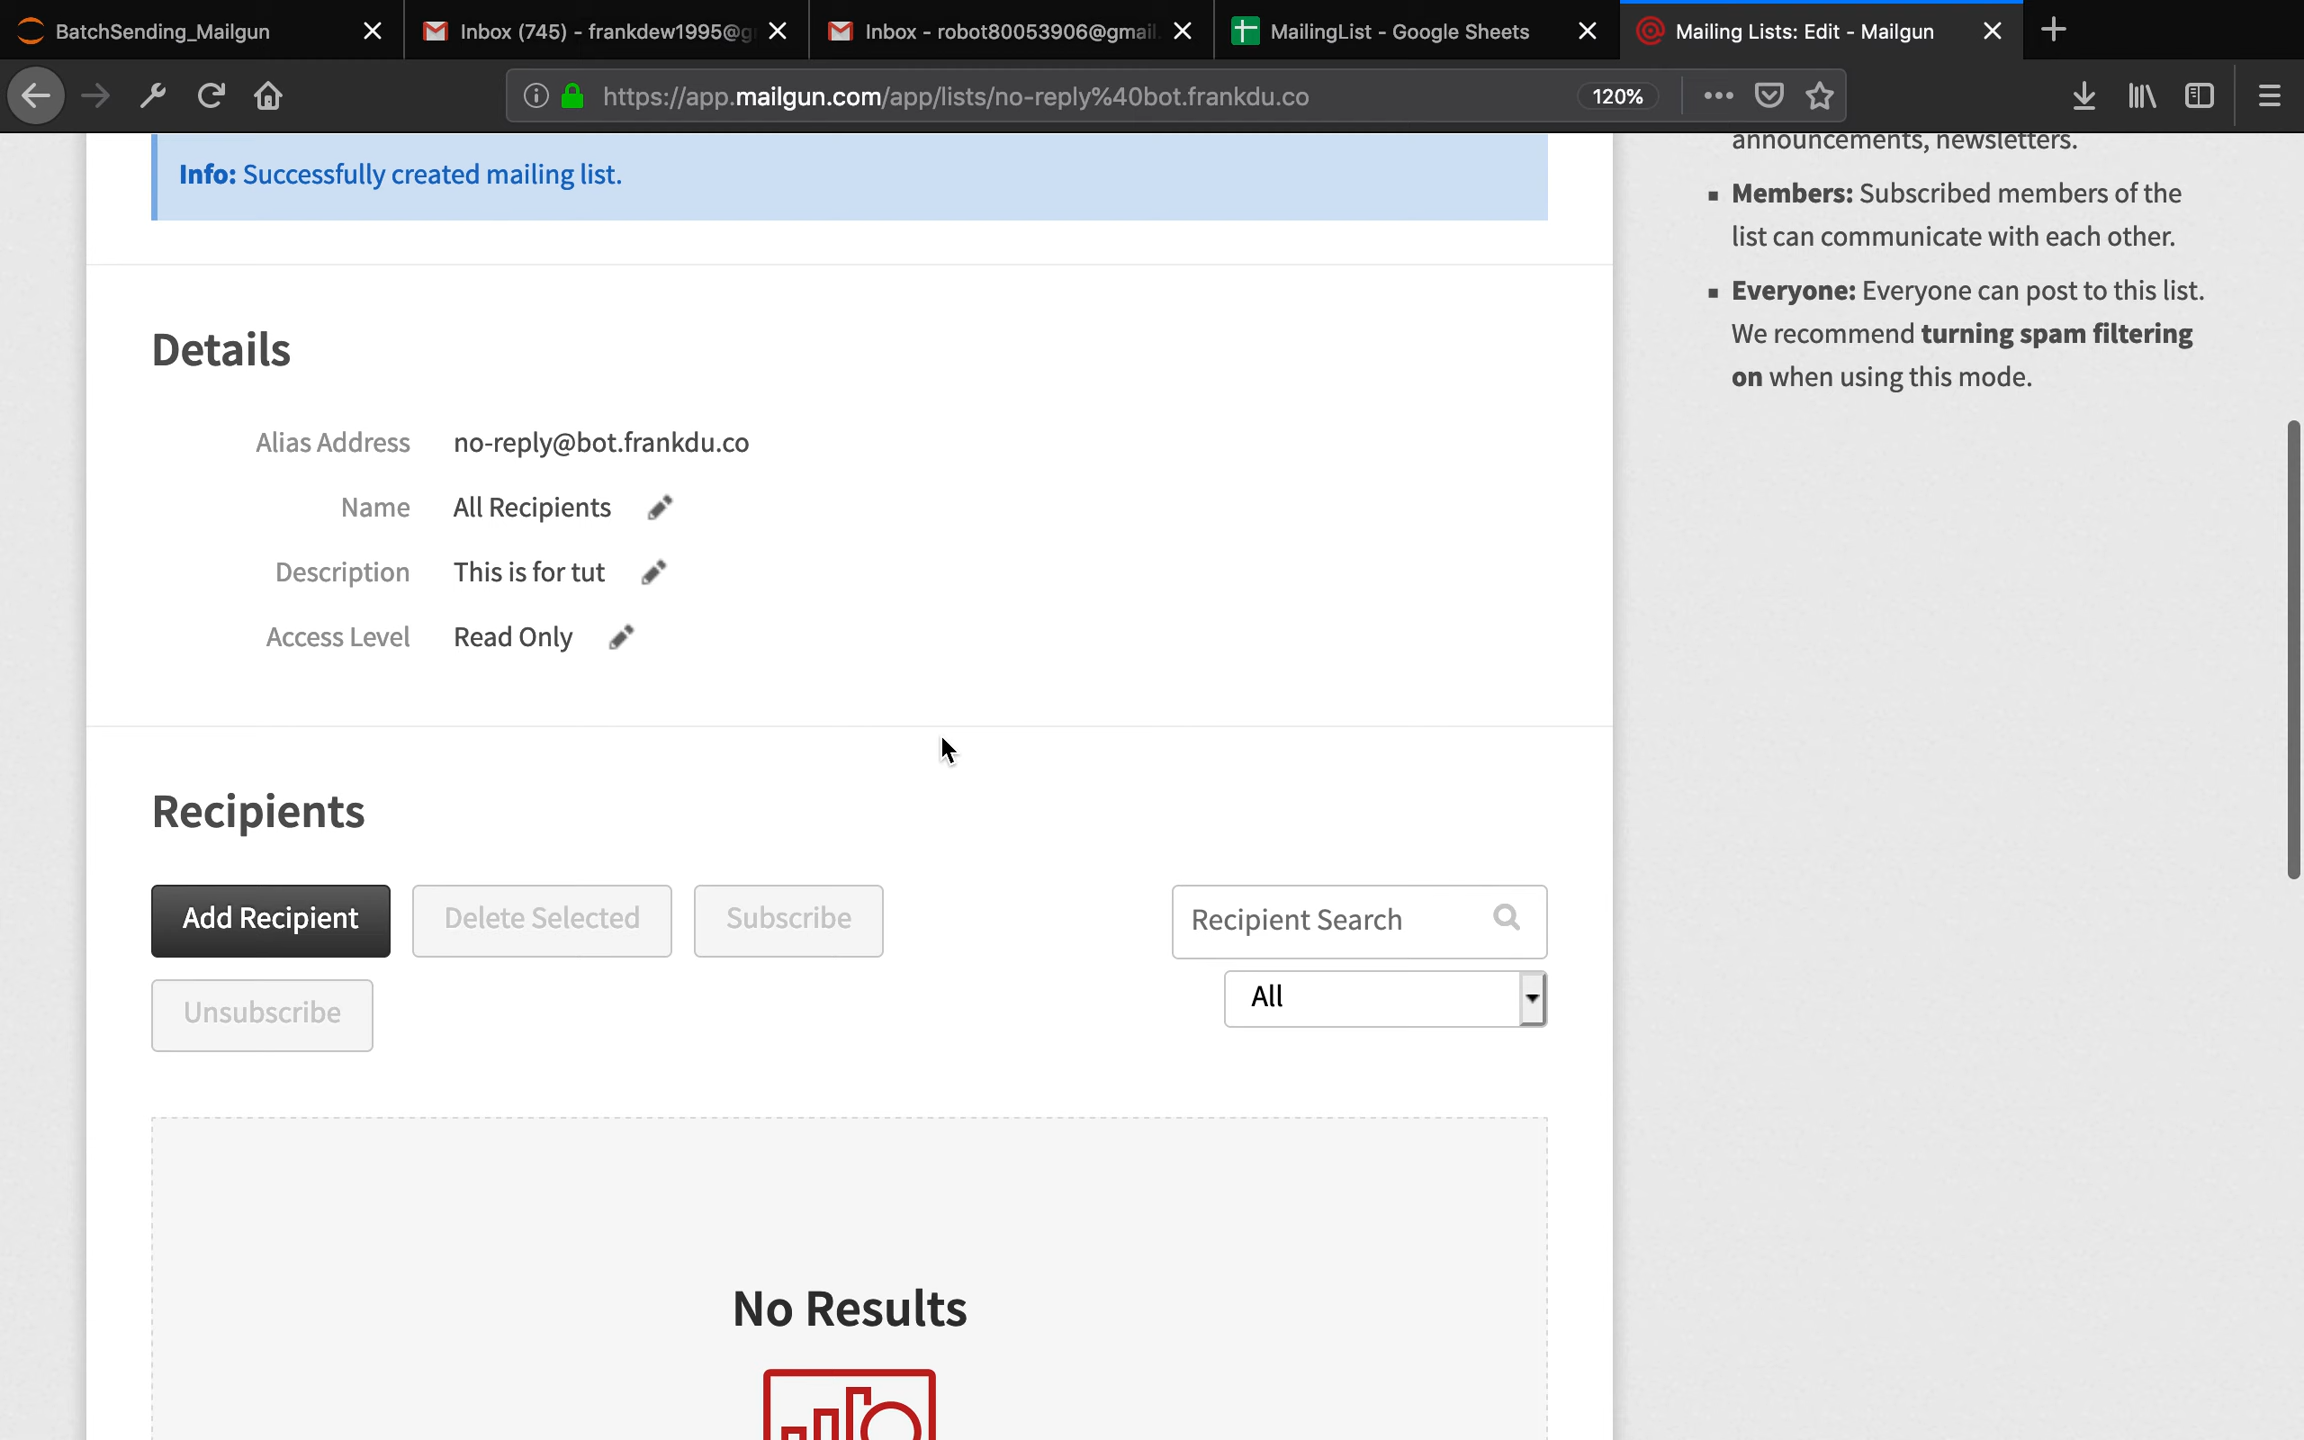 BatchSending_Mailgun
Inbox (745) - frankdew1995@g
Inbox - robot80053906@gmail.
MailingList - Google Sheets
Mailing Lists: Edit - Mailgun
https://app.mailgun.com/app/lists/no-reply%40bot.frankdu.co
120%
Info: Successfully created mailing list.
Details
Alias Address no-reply@bot.frankdu.co
Name All Recipients
Description This is for tut
Access Level Read Only
Recipients
Add Recipient Delete Selected Subscribe
Unsubscribe
Recipient Search
All
No Results
announcements, newsletters.
▪ Members: Subscribed members of the
list can communicate with each other.
▪ Everyone: Everyone can post to this list.
We recommend turning spam filtering
on when using this mode.